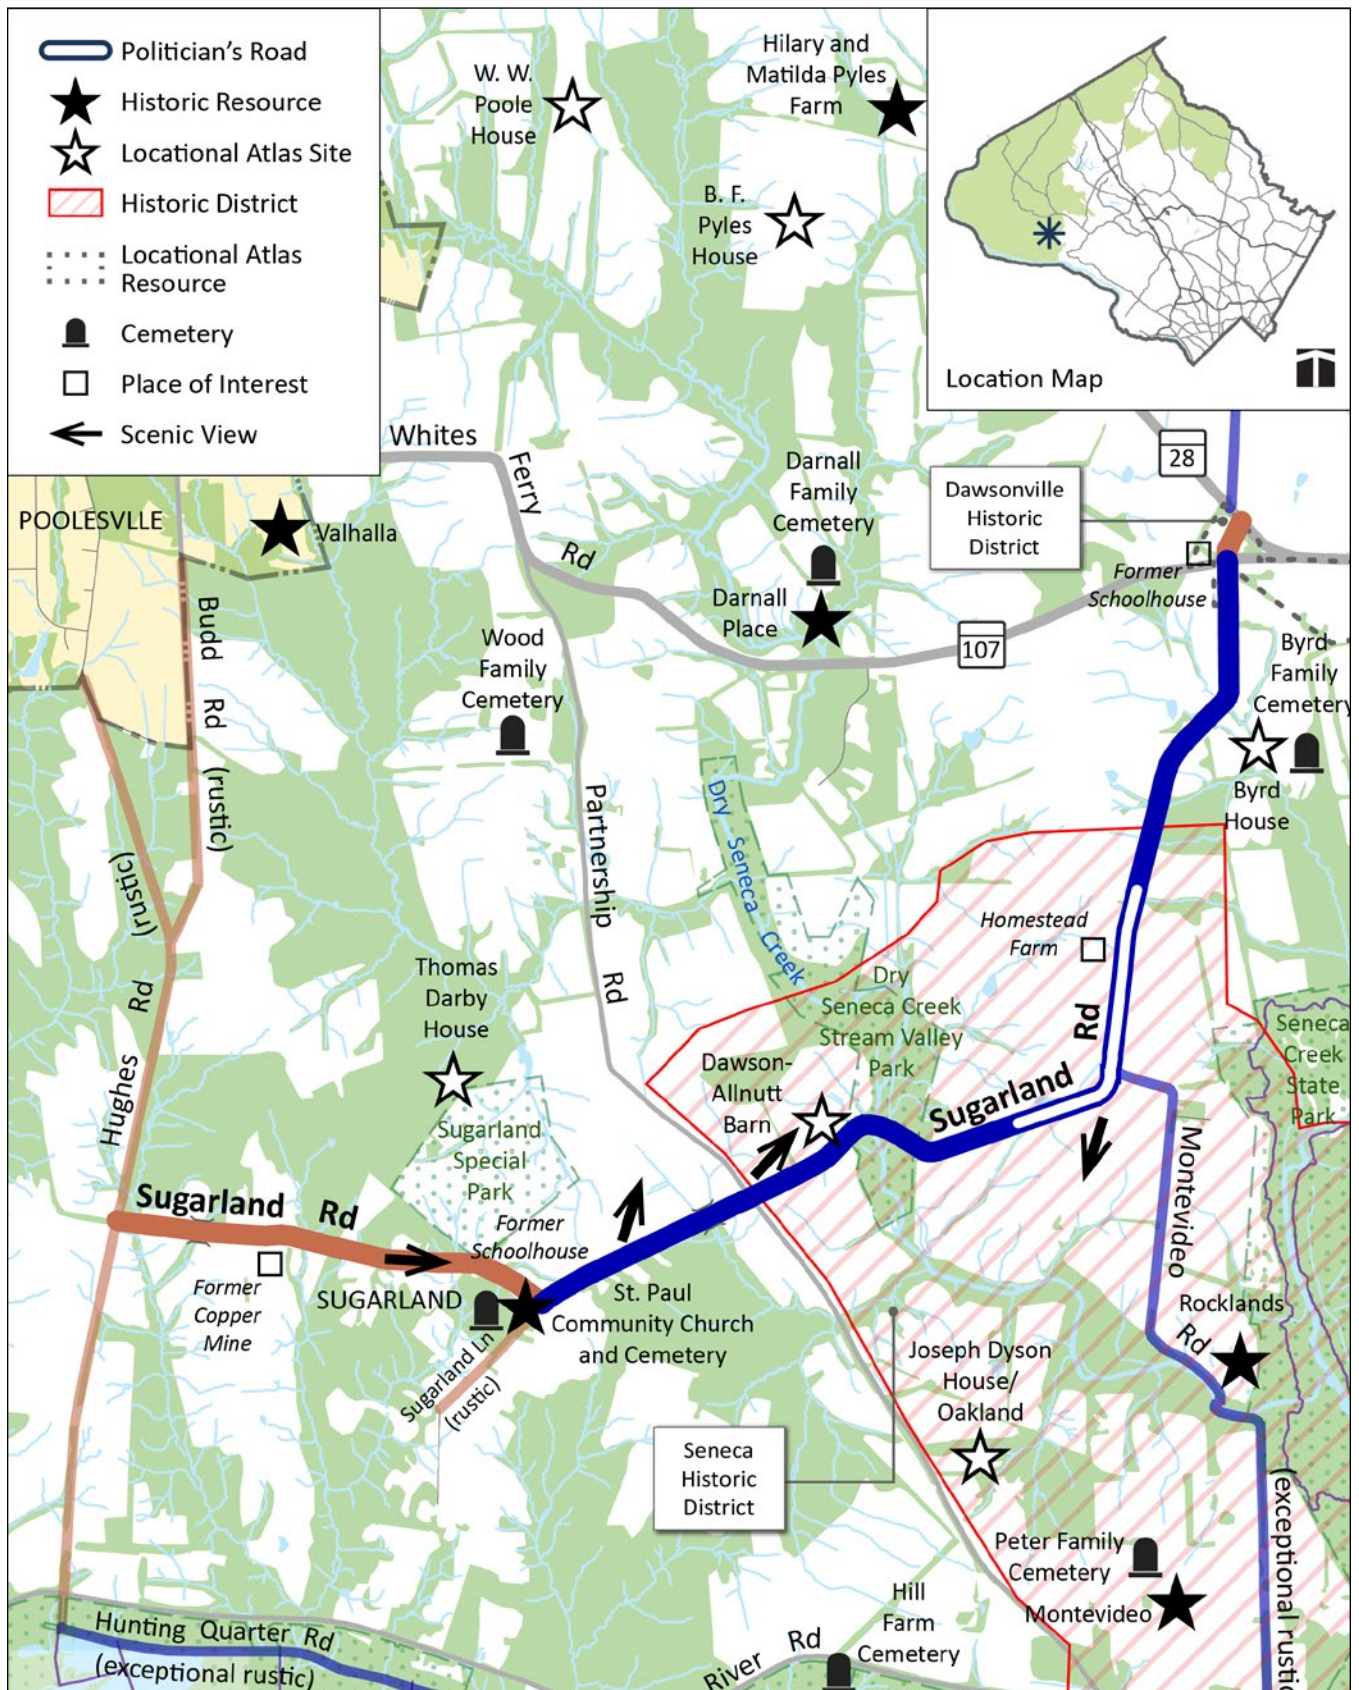 Politician's Road
Historic Resource
Locational Atlas Site
Historic District
Locational Atlas
Resource
Cemetery
Place of Interest
Scenic View
W. W.
Poole
House
Hilary and
Matilda Pyles
Farm
B. F.
Pyles
House
Location Map
Whites
Ferry
Rd
28
Dawsonville
Historic
District
Former
Schoolhouse
POOLESVLLE
Valhalla
Darnall
Family
Cemetery
Darnall
Place
107
Budd
Rd
(rustic)
Wood
Family
Cemetery
Byrd
Family
Cemetery
Byrd
House
Partnership
Rd
Dry
Seneca
Creek
(rustic)
Hughes
Rd
Homestead
Farm
Thomas
Darby
House
Dry
Seneca Creek
Stream Valley
Park
Seneca
Creek
State
Park
Dawson-
Allnutt
Barn
Sugarland
Rd
Sugarland
Special
Park
Montevideo
Rd
(exceptional rustic
Sugarland Rd
Former
Schoolhouse
Former
Copper
Mine
SUGARLAND
St. Paul
Community Church
and Cemetery
Sugarland Ln
(rustic)
Rocklands
Joseph Dyson
House/
Oakland
Seneca
Historic
District
Peter Family
Cemetery
Montevideo
Hill
Farm
Cemetery
River Rd
Hunting Quarter Rd
(exceptional rustic)